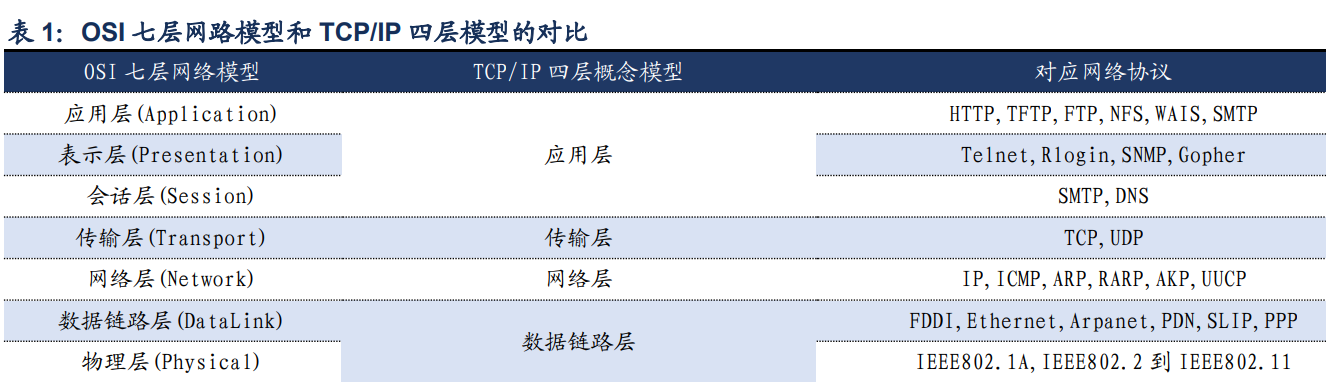 表 1：OSI 七层网路模型和 TCP/IP 四层模型的对比
OSI 七层网络模型 TCP/IP 四层概念模型 对应网络协议
应用层(Application) HTTP,TFTP,FTP,NFS,WAIS,SMTP
表示层(Presentation) 应用层 Telnet,Rlogin,SNMP,Gopher
会话层(Session) SMTP,DNS
传输层(Transport) 传输层 TCP,UDP
网络层(Network) 网络层 IP,ICMP,ARP,RARP,AKP,UUCP
数据链路层(DataLink) FDDI,Ethernet,Arpanet,PDN,SLIP,PPP
数据链路层
物理层(Physical) IEEE802.1A,IEEE802.2 到 IEEE802.11